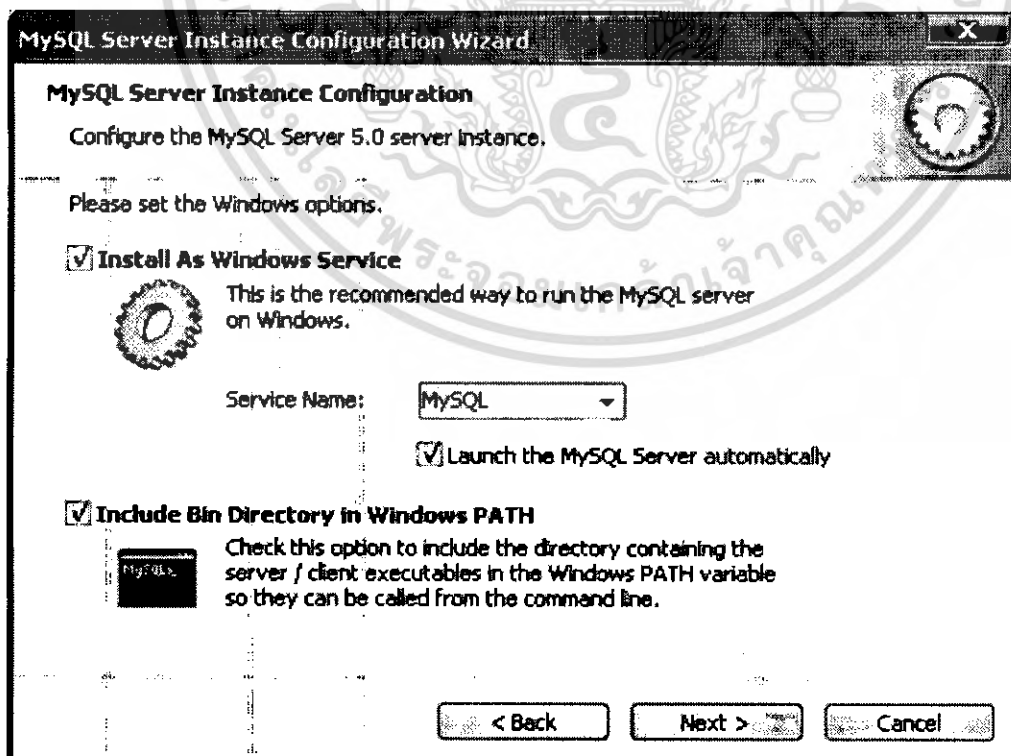 MySQL Server Instance Configuration Wizard
MySQL Server Instance Configuration
Configure the MySQL Server 5.0 server instance.
Please set the Windows options.
Install As Windows Service
This is the recommended way to run the MySQL server
on Windows.
Service Name: MySQL
Launch the MySQL Server automatically
Include Bin Directory in Windows PATH
Check this option to include the directory containing the
server / client executables in the Windows PATH variable
so they can be called from the command line.
MySQL>_
< Back Next > Cancel